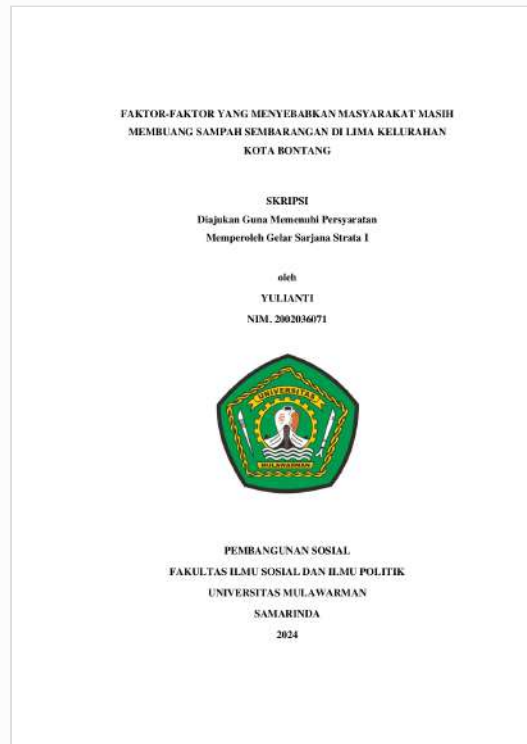 FAKTOR-FAKTOR YANG MENYEBABKAN MASYARAKAT MASIH
MEMBUANG SAMPAH SEMBARANGAN DI LIMA KELURAHAN
KOTA BONTANG
SKRIPSI
Diajukan Guna Memenuhi Persyaratan
Memperoleh Gelar Sarjana Strata I
oleh
YULIANTI
NIM. 2002036071
UNIVERSITAS
MULAWARMAN
PEMBANGUNAN SOSIAL
FAKULTAS ILMU SOSIAL DAN ILMU POLITIK
UNIVERSITAS MULAWARMAN
SAMARINDA
2024